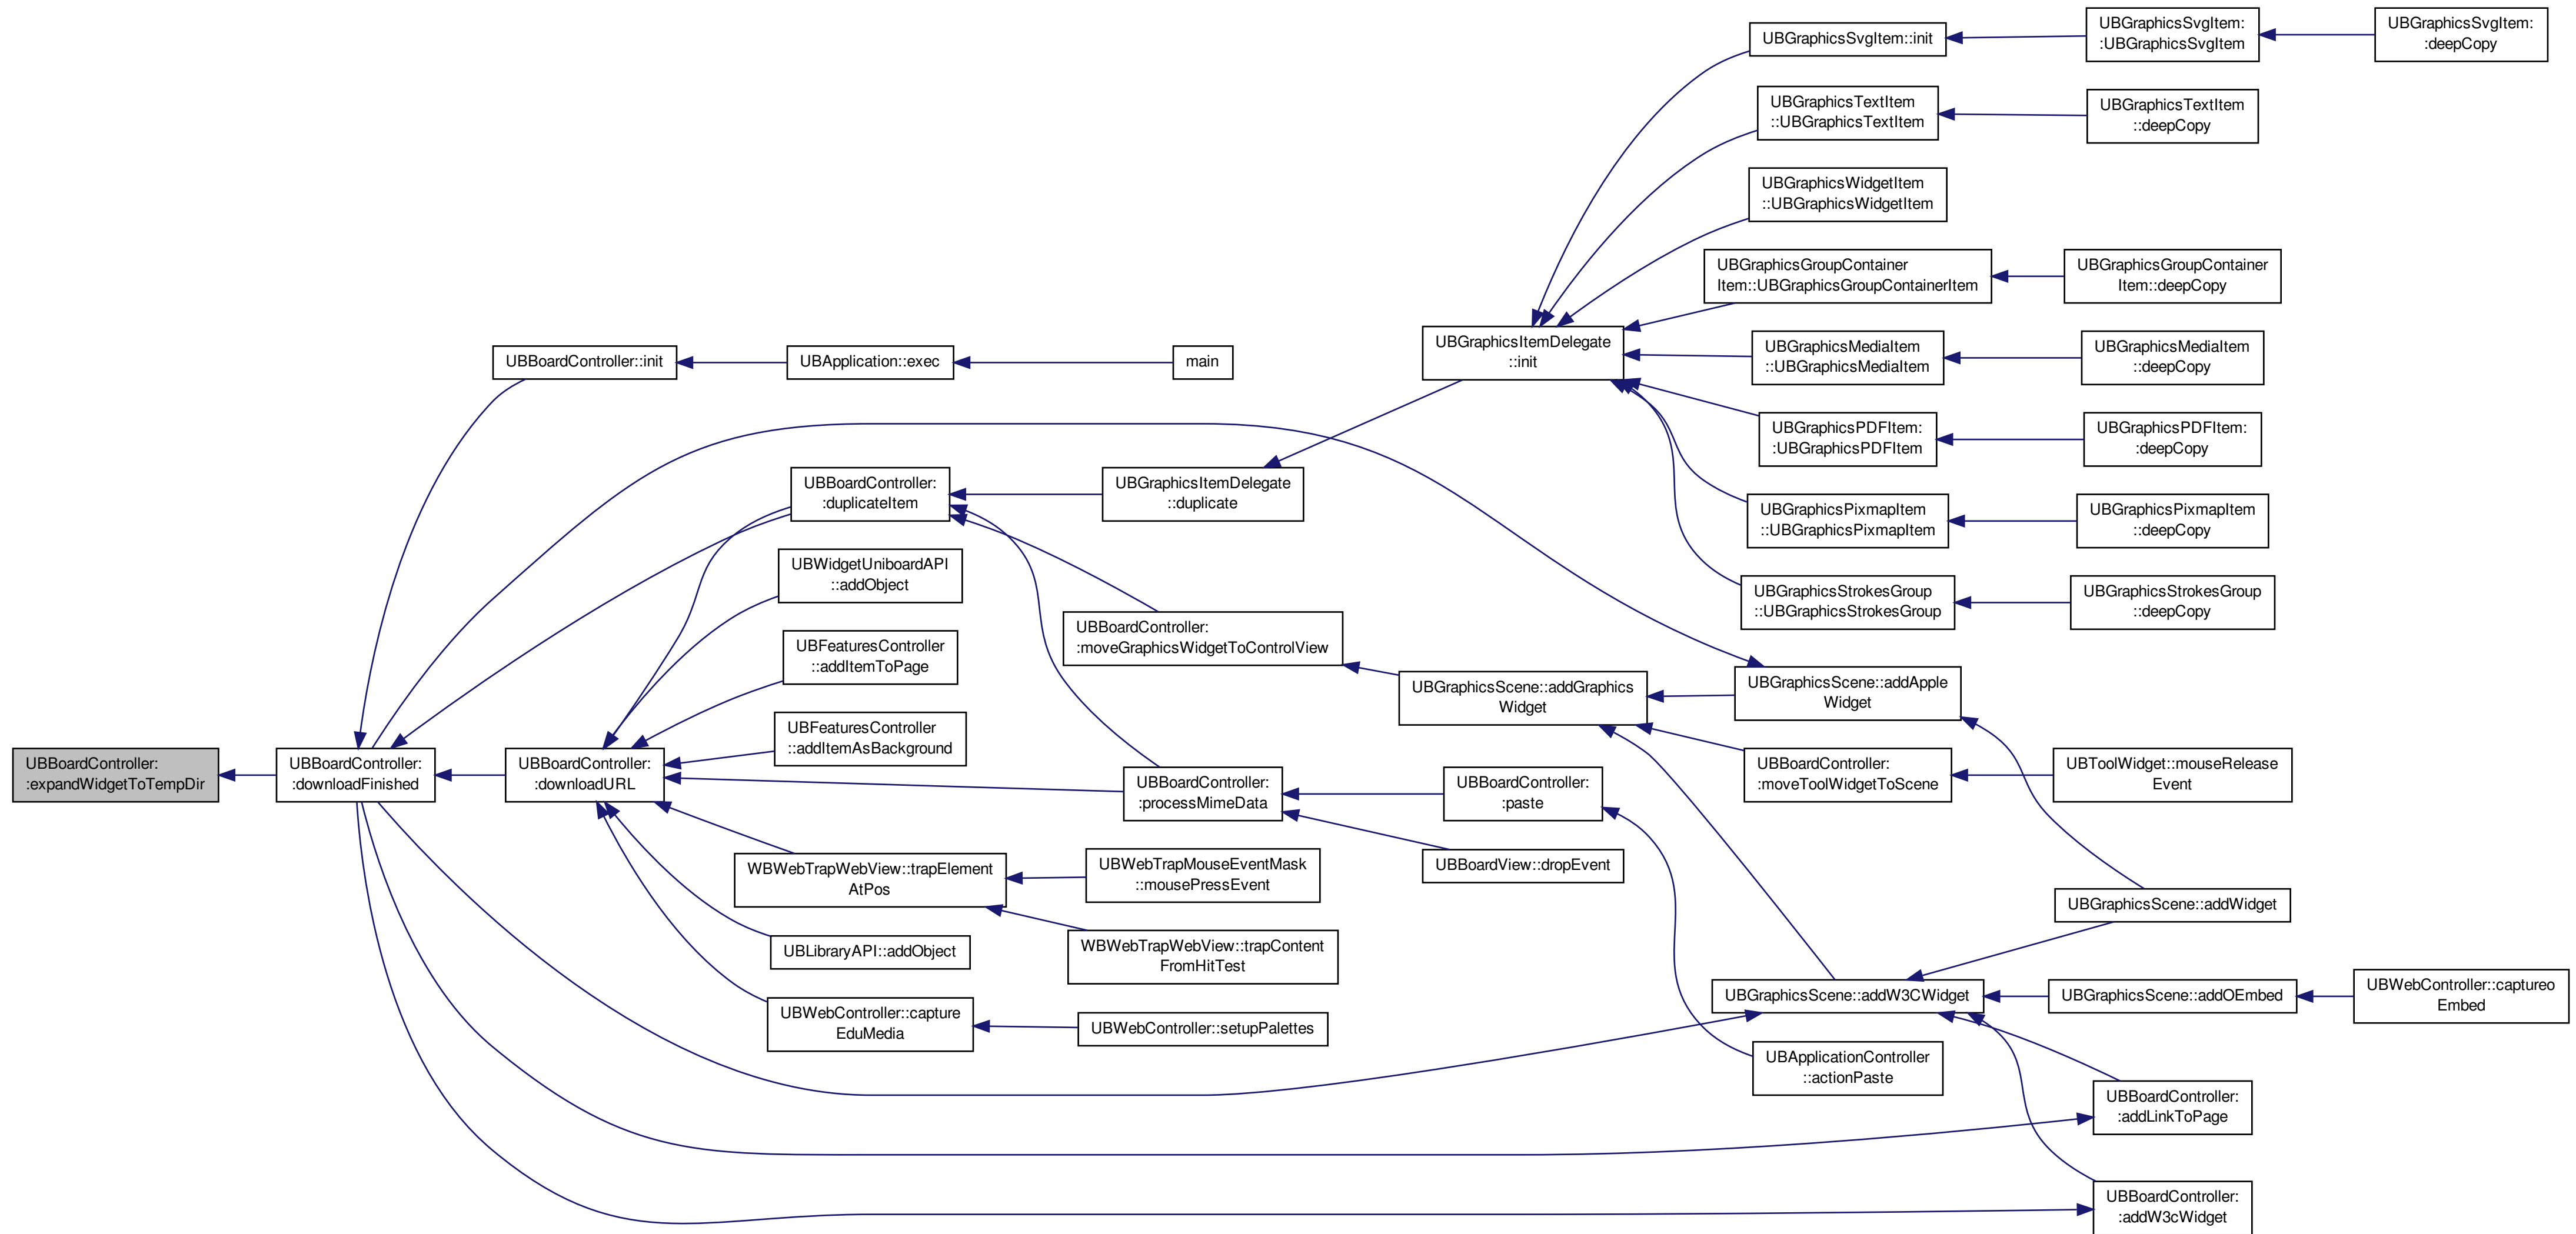 UBBoardController:
:expandWidgetToTempDir
UBBoardController:
:downloadFinished
UBBoardController::init
UBApplication::exec
main
UBBoardController:
:downloadURL
UBBoardController:
:duplicateItem
UBGraphicsItemDelegate
::duplicate
UBGraphicsItemDelegate
::init
UBGraphicsSvgItem::init
UBGraphicsSvgItem:
:UBGraphicsSvgItem
UBGraphicsSvgItem:
:deepCopy
UBGraphicsTextItem
::UBGraphicsTextItem
UBGraphicsTextItem
::deepCopy
UBGraphicsWidgetItem
::UBGraphicsWidgetItem
UBGraphicsGroupContainer
Item::UBGraphicsGroupContainerItem
UBGraphicsGroupContainer
Item::deepCopy
UBGraphicsMediaItem
::UBGraphicsMediaItem
UBGraphicsMediaItem
::deepCopy
UBGraphicsPDFItem:
:UBGraphicsPDFItem
UBGraphicsPDFItem:
:deepCopy
UBGraphicsPixmapItem
::UBGraphicsPixmapItem
UBGraphicsPixmapItem
::deepCopy
UBGraphicsStrokesGroup
::UBGraphicsStrokesGroup
UBGraphicsStrokesGroup
::deepCopy
UBWidgetUniboardAPI
::addObject
UBFeaturesController
::addItemToPage
UBFeaturesController
::addItemAsBackground
UBBoardController:
:moveGraphicsWidgetToControlView
UBGraphicsScene::addGraphics
Widget
UBGraphicsScene::addApple
Widget
UBBoardController:
:moveToolWidgetToScene
UBToolWidget::mouseRelease
Event
UBBoardController:
:processMimeData
UBBoardController:
:paste
UBBoardView::dropEvent
WBWebTrapWebView::trapElement
AtPos
UBWebTrapMouseEventMask
::mousePressEvent
WBWebTrapWebView::trapContent
FromHitTest
UBLibraryAPI::addObject
UBWebController::capture
EduMedia
UBWebController::setupPalettes
UBGraphicsScene::addWidget
UBGraphicsScene::addW3CWidget
UBGraphicsScene::addOEmbed
UBWebController::captureo
Embed
UBApplicationController
::actionPaste
UBBoardController:
:addLinkToPage
UBBoardController:
:addW3cWidget